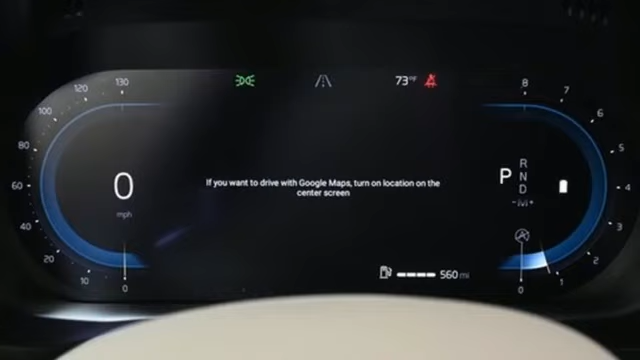 130
120
100
80
60
40
20
10
0
0
mph
73°F
If you want to drive with Google Maps, turn on location on the
center screen
560 mi
P
R
N
D
-M+
8
7
6
5
4
3
2
1
0